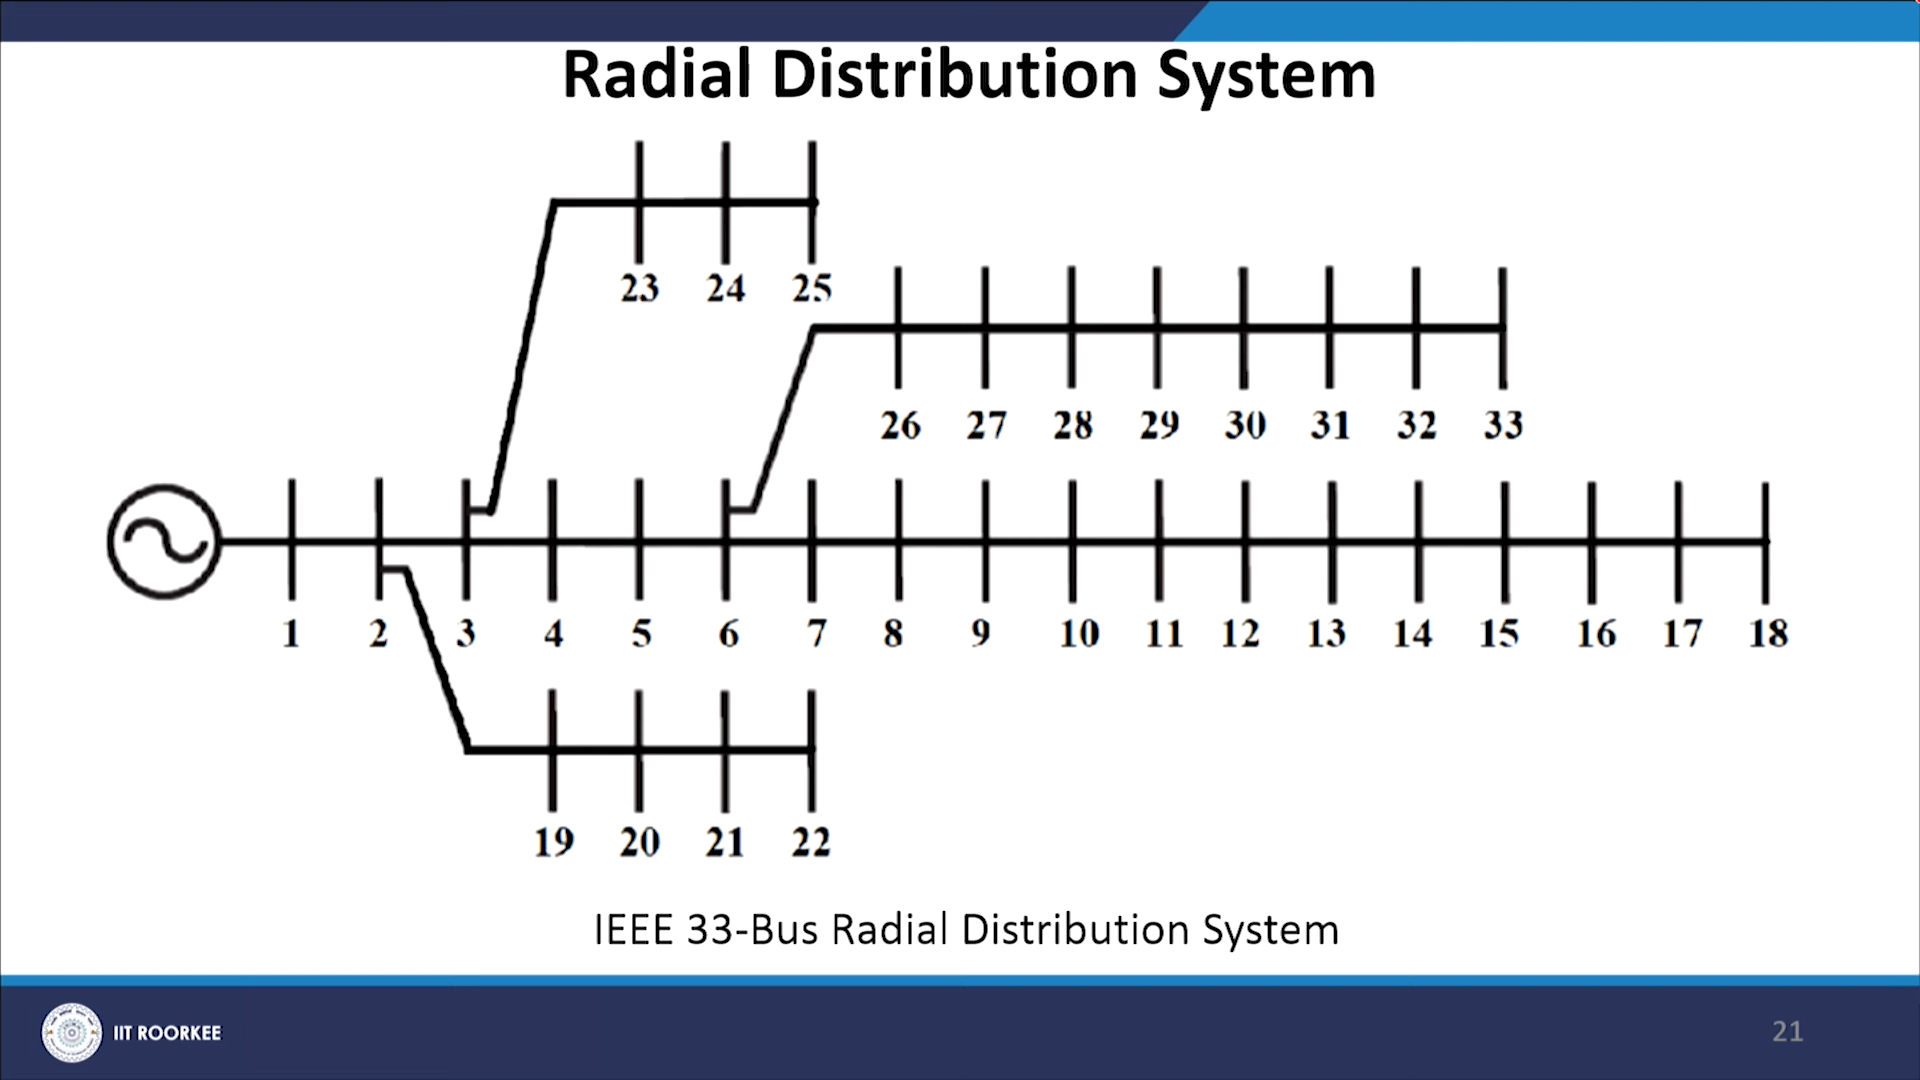 Radial Distribution System
23 24 25
26 27 28 29 30 31 32 33
1 2 3 4 5 6 7 8 9 10 11 12 13 14 15 16 17 18
19 20 21 22
IEEE 33-Bus Radial Distribution System
IIT ROORKEE
21